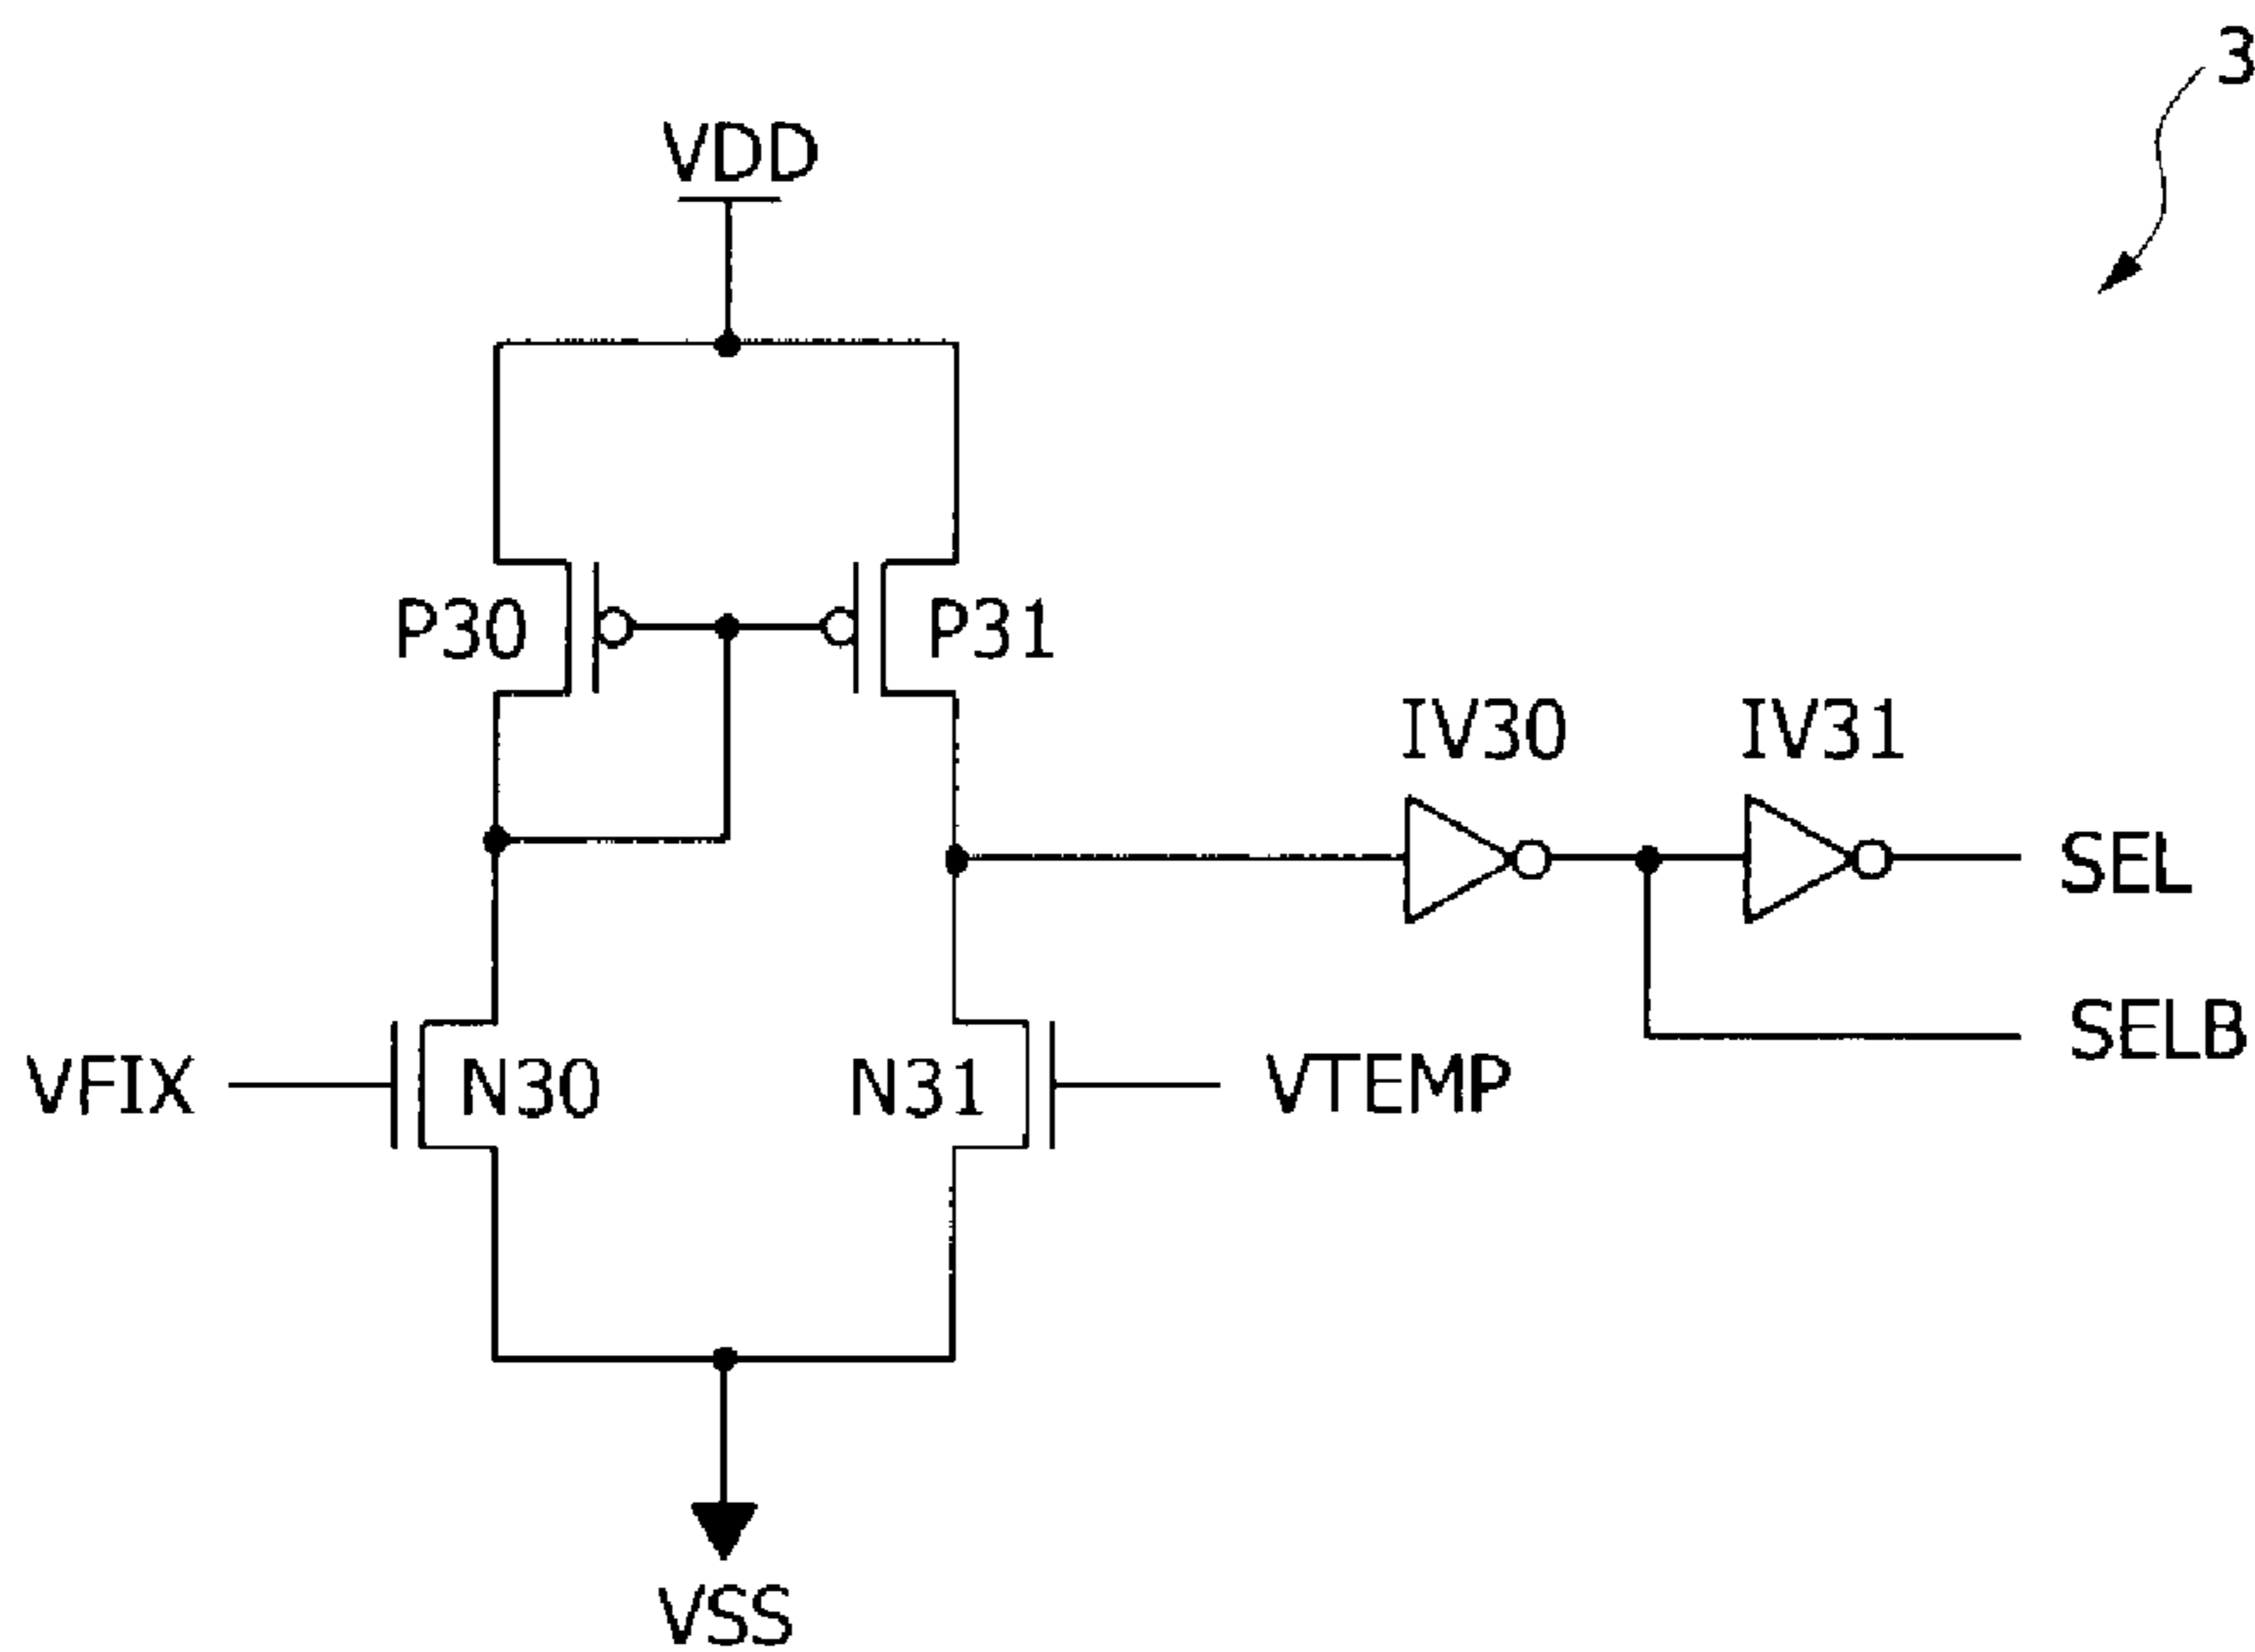 3
VDD
P30
P31
IV30
IV31
SEL
SELB
VFIX
N30
N31
VTEMP
VSS